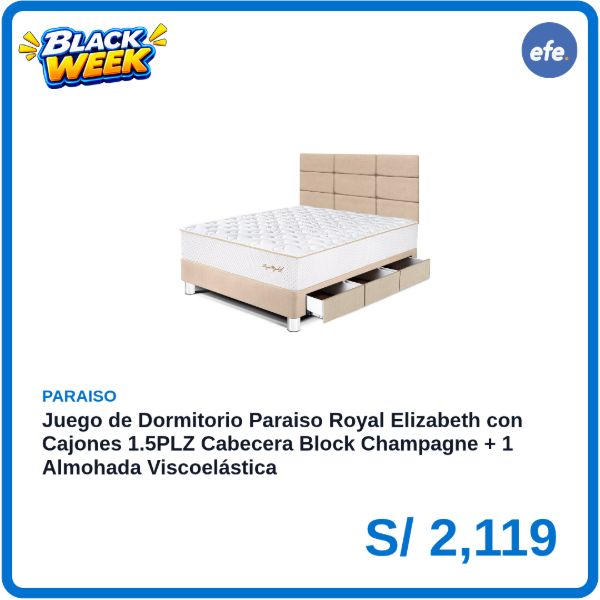 BLACK
WEEK
efe.
PARAISO
Juego de Dormitorio Paraiso Royal Elizabeth con
Cajones 1.5PLZ Cabecera Block Champagne + 1
Almohada Viscoelástica
S/ 2,119